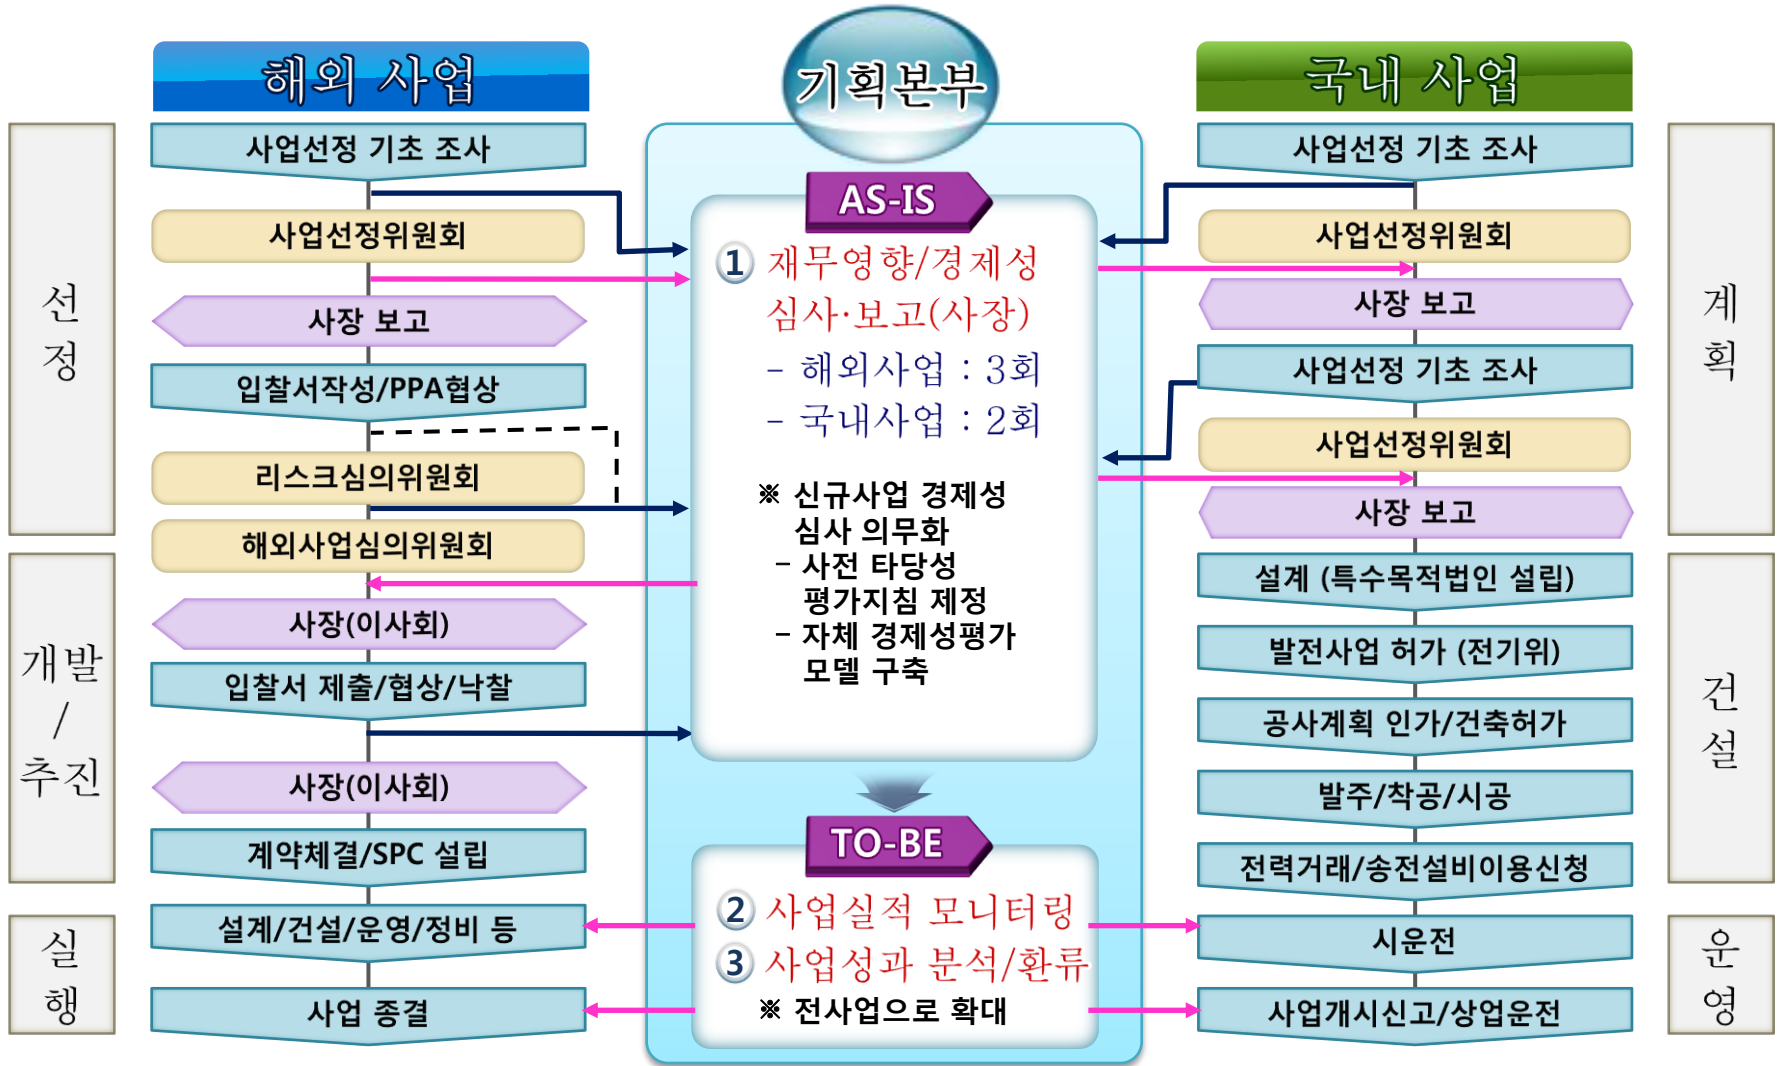 해외 사업
기획본부
국내 사업
선
정
개발
/
추진
실
행
사업선정 기초 조사
사업선정위원회
사장 보고
입찰서작성/PPA협상
리스크심의위원회
해외사업심의위원회
사장(이사회)
입찰서 제출/협상/낙찰
사장(이사회)
계약체결/SPC 설립
설계/건설/운영/정비 등
사업 종결
AS-IS
① 재무영향/경제성
심사·보고(사장)
- 해외사업 : 3회
- 국내사업 : 2회
※ 신규사업 경제성
심사 의무화
- 사전 타당성
평가지침 제정
- 자체 경제성평가
모델 구축
TO-BE
② 사업실적 모니터링
③ 사업성과 분석/환류
※ 전사업으로 확대
사업선정 기초 조사
사업선정위원회
사장 보고
사업선정 기초 조사
사업선정위원회
사장 보고
설계 (특수목적법인 설립)
발전사업 허가 (전기위)
공사계획 인가/건축허가
발주/착공/시공
전력거래/송전설비이용신청
시운전
사업개시신고/상업운전
계
획
건
설
운
영